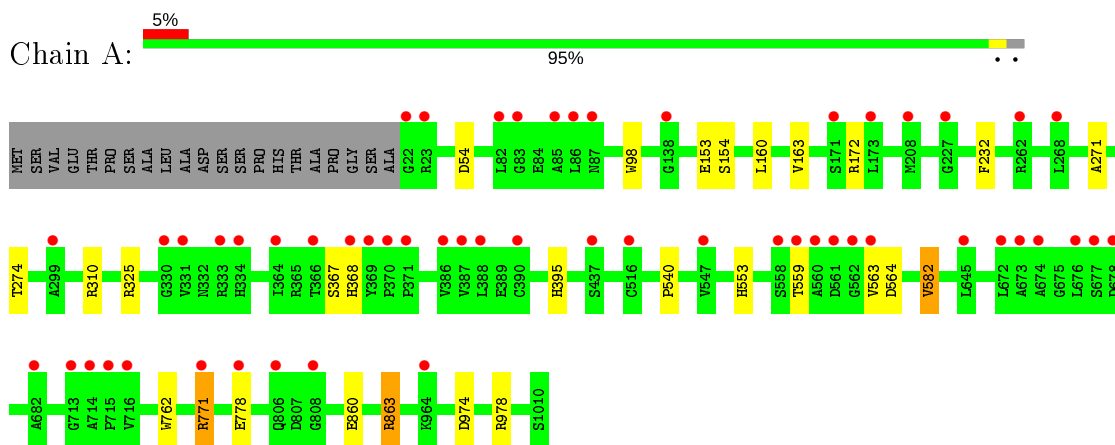 5%
Chain A:
95%
MET SER VAL GLU THR PRO SER ALA LEU ALA ASP SER SER PRO HIS THR ALA PRO GLY SER ALA G22 R23 D54 L82 G83 E84 A85 L86 N87 W98 G138 E153 S154 L160 V163 S171 R172 L173 M208 G227 F232 R262 L268 A271
T274 A299 R310 R325 G330 V331 N332 R333 H334 I364 R365 T366 S367 H368 Y369 P370 P371 V386 V387 L388 E389 C390 H395 S437 C516 P540 V547 H553 S558 T559 A560 D561 G562 V563 D564 V582 L645 L672 A673 A674 G675 L676 S677 D678
A682 G713 A714 P715 V716 W762 R771 E778 Q806 D807 G808 E860 R863 K964 D974 R978 S1010